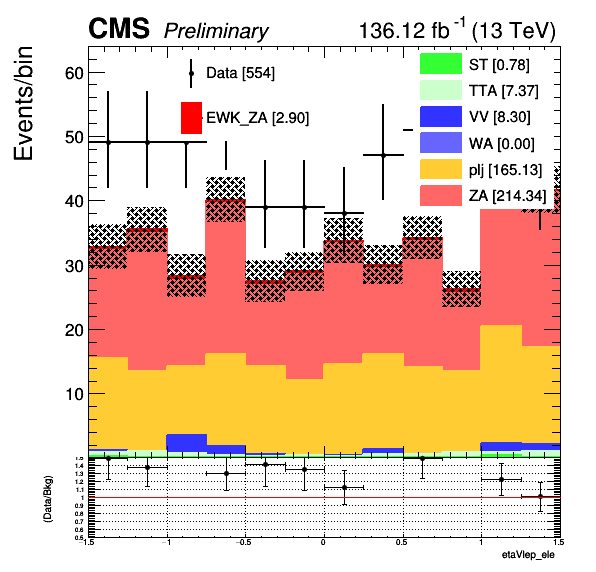 CMS Preliminary 136.12 fb⁻¹ (13 TeV)
Events/bin
60
50
40
30
20
10
Data [554]
EWK_ZA [2.90]
ST [0.78]
TTA [7.37]
VV [8.30]
WA [0.00]
plj [165.13]
ZA [214.34]
(Data/Bkg)
1.5
1.4
1.3
1.2
1.1
1.0
0.9
0.8
0.7
0.6
0.5
-1.5 -1 -0.5 0 0.5 1 1.5
etaVlep_ele